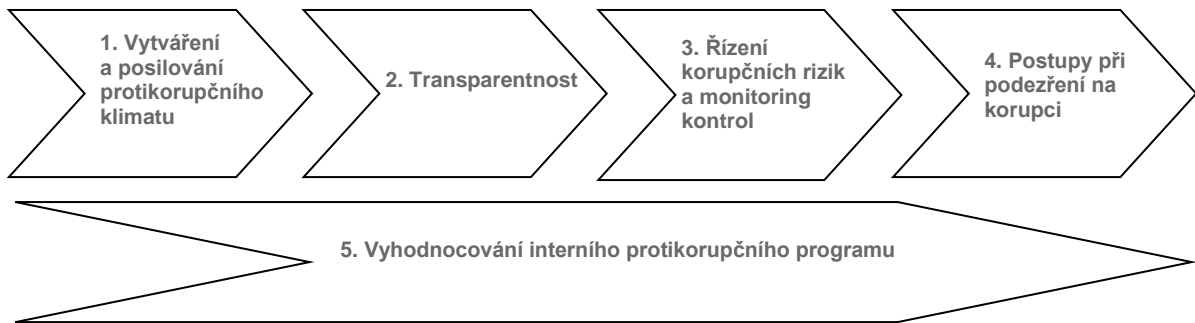 1. Vytváření
a posilování
protikorupčního
klimatu
2. Transparentnost
3. Řízení
korupčních rizik
a monitoring
kontrol
4. Postupy při
podezření na
korupci
5. Vyhodnocování interního protikorupčního programu